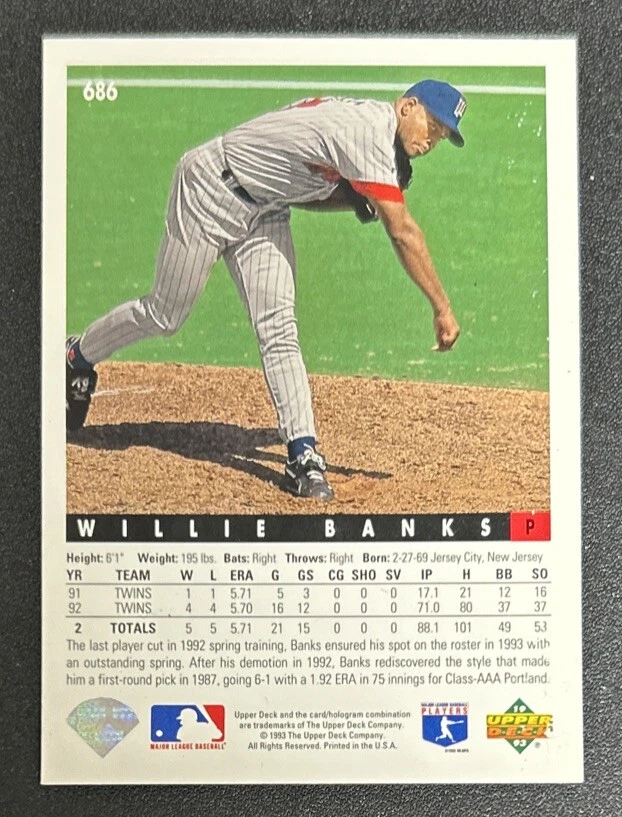 686
WILLIE BANKS P
Height: 6'1" Weight: 195 lbs. Bats: Right Throws: Right Born: 2-27-69 Jersey City, New Jersey
YR TEAM W L ERA G GS CG SHO SV IP H BB SO
91 TWINS 1 1 5.71 5 3 0 0 0 17.1 21 12 16
92 TWINS 4 4 5.70 16 12 0 0 0 71.0 80 37 37
2 TOTALS 5 5 5.71 21 15 0 0 0 88.1 101 49 53
The last player cut in 1992 spring training, Banks ensured his spot on the roster in 1993 with
an outstanding spring. After his demotion in 1992, Banks rediscovered the style that made
him a first-round pick in 1987, going 6-1 with a 1.92 ERA in 75 innings for Class-AAA Portland.
MAJOR LEAGUE BASEBALL
Upper Deck and the card/hologram combination
are trademarks of The Upper Deck Company.
© 1993 The Upper Deck Company.
All Rights Reserved. Printed in the U.S.A.
MAJOR LEAGUE BASEBALL
PLAYERS
©1993 MLBPA
19
UPPER
DECK
93 ®